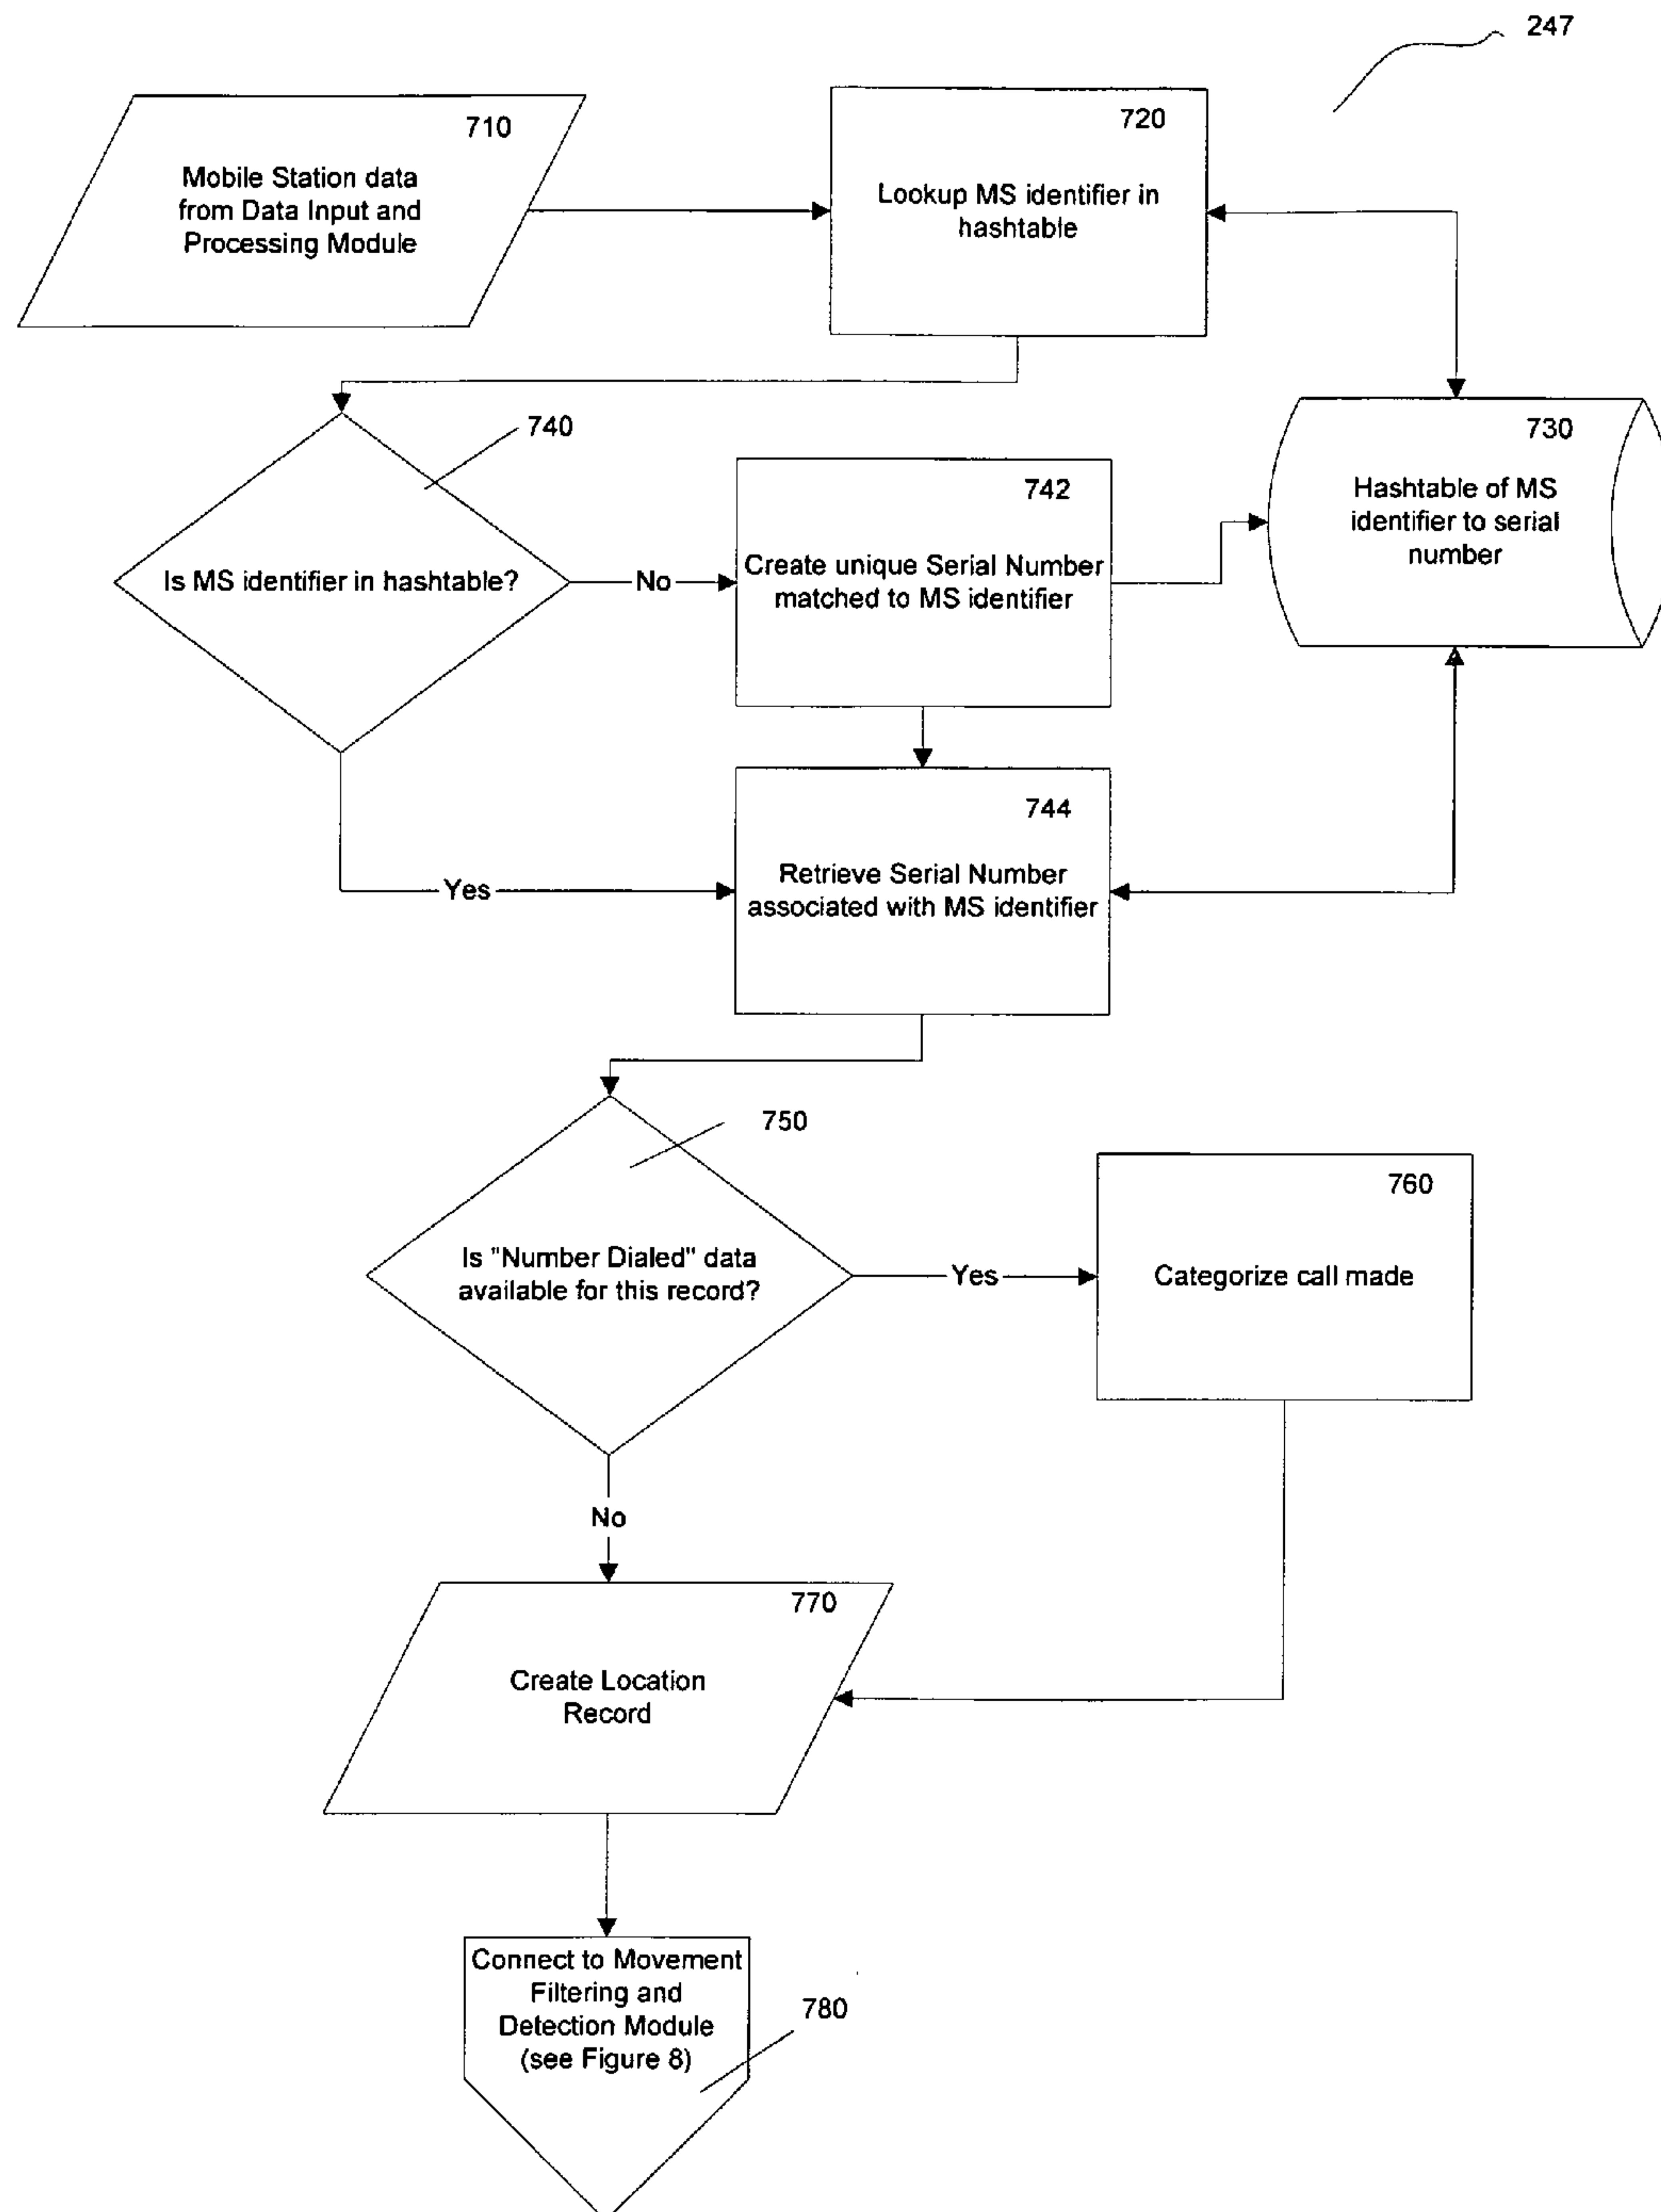 247
710
Mobile Station data
from Data Input and
Processing Module
720
Lookup MS identifier in
hashtable
730
Hashtable of MS
identifier to serial
number
740
Is MS identifier in hashtable?
No
742
Create unique Serial Number
matched to MS identifier
Yes
744
Retrieve Serial Number
associated with MS identifier
750
Is "Number Dialed" data
available for this record?
Yes
760
Categorize call made
No
770
Create Location
Record
Connect to Movement
Filtering and
Detection Module
(see Figure 8)
780